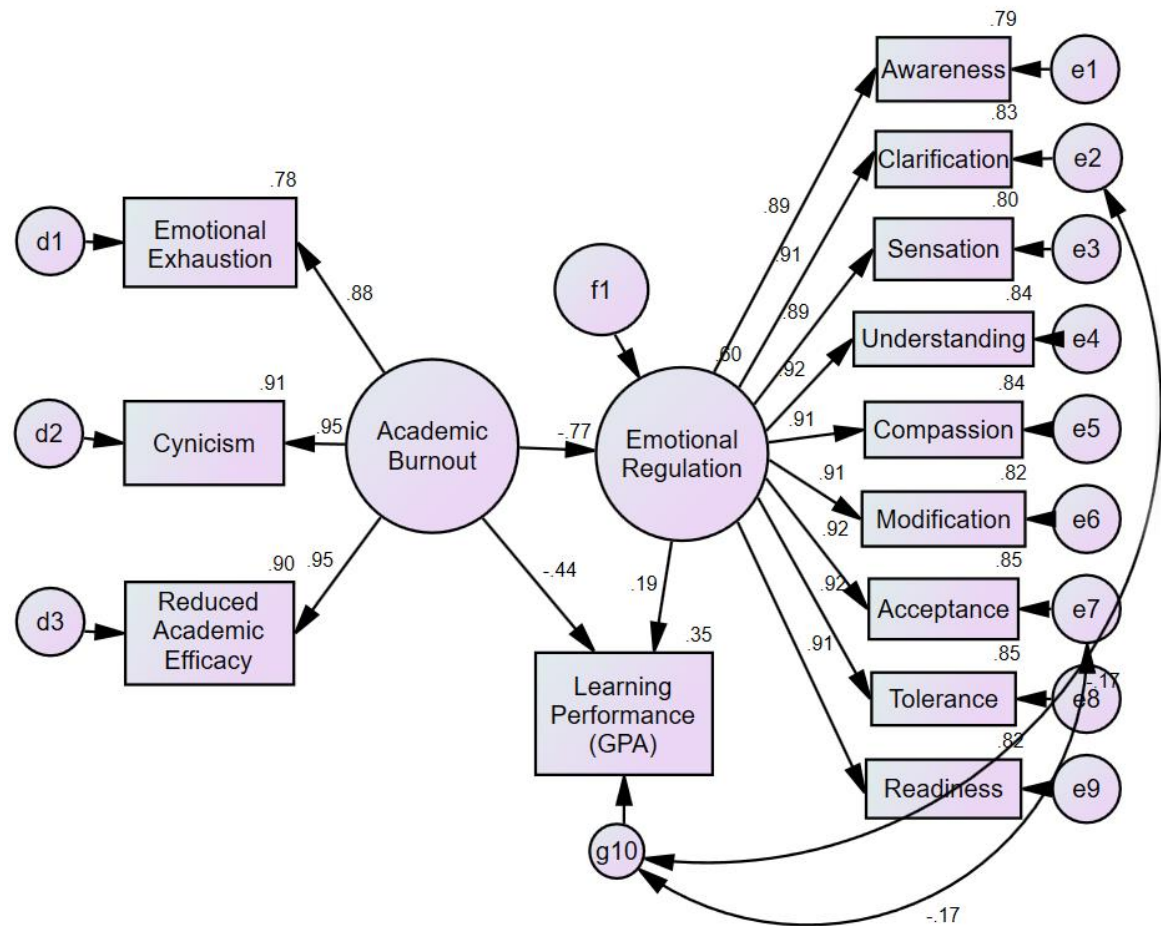 .79
Awareness
e1
.83
Clarification
e2
.80
Sensation
e3
.84
Understanding
e4
.84
Compassion
e5
.82
Modification
e6
.85
Acceptance
e7
.85
Tolerance
e8
.82
Readiness
e9
.78
d1
Emotional
Exhaustion
.88
.91
d2
Cynicism
.95
.90
.95
d3
Reduced
Academic
Efficacy
Academic
Burnout
-.77
f1
.60
Emotional
Regulation
.89
.91
.89
.92
.91
.91
.92
.92
.91
-.44
.19
.35
Learning
Performance
(GPA)
g10
-.17
-.17